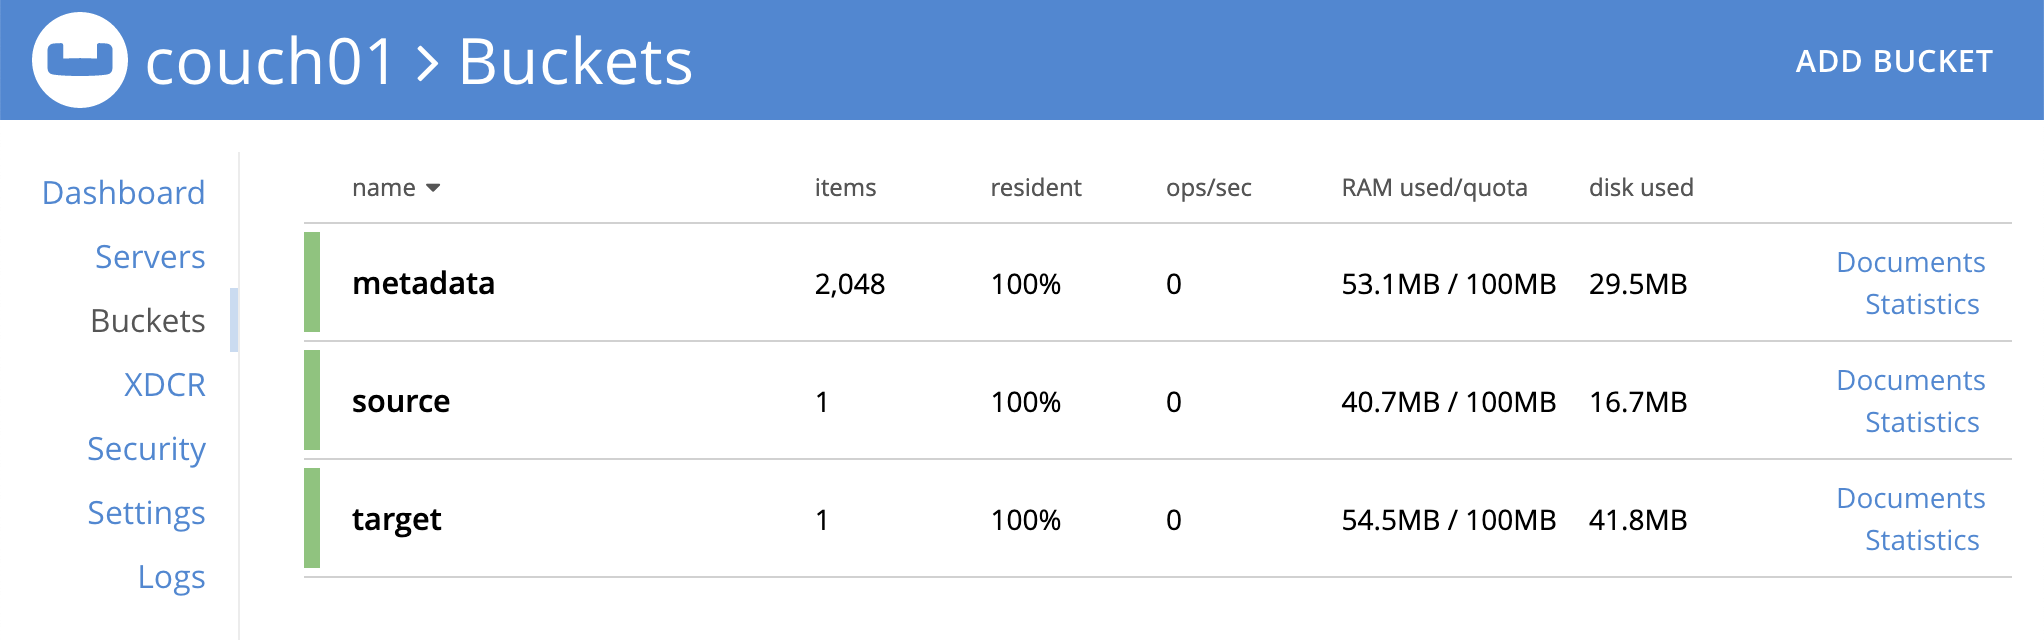 couch01 > Buckets
ADD BUCKET
Dashboard
Servers
Buckets
XDCR
Security
Settings
Logs
name items resident ops/sec RAM used/quota disk used
metadata 2,048 100% 0 53.1MB / 100MB 29.5MB
Documents
Statistics
source 1 100% 0 40.7MB / 100MB 16.7MB
Documents
Statistics
target 1 100% 0 54.5MB / 100MB 41.8MB
Documents
Statistics